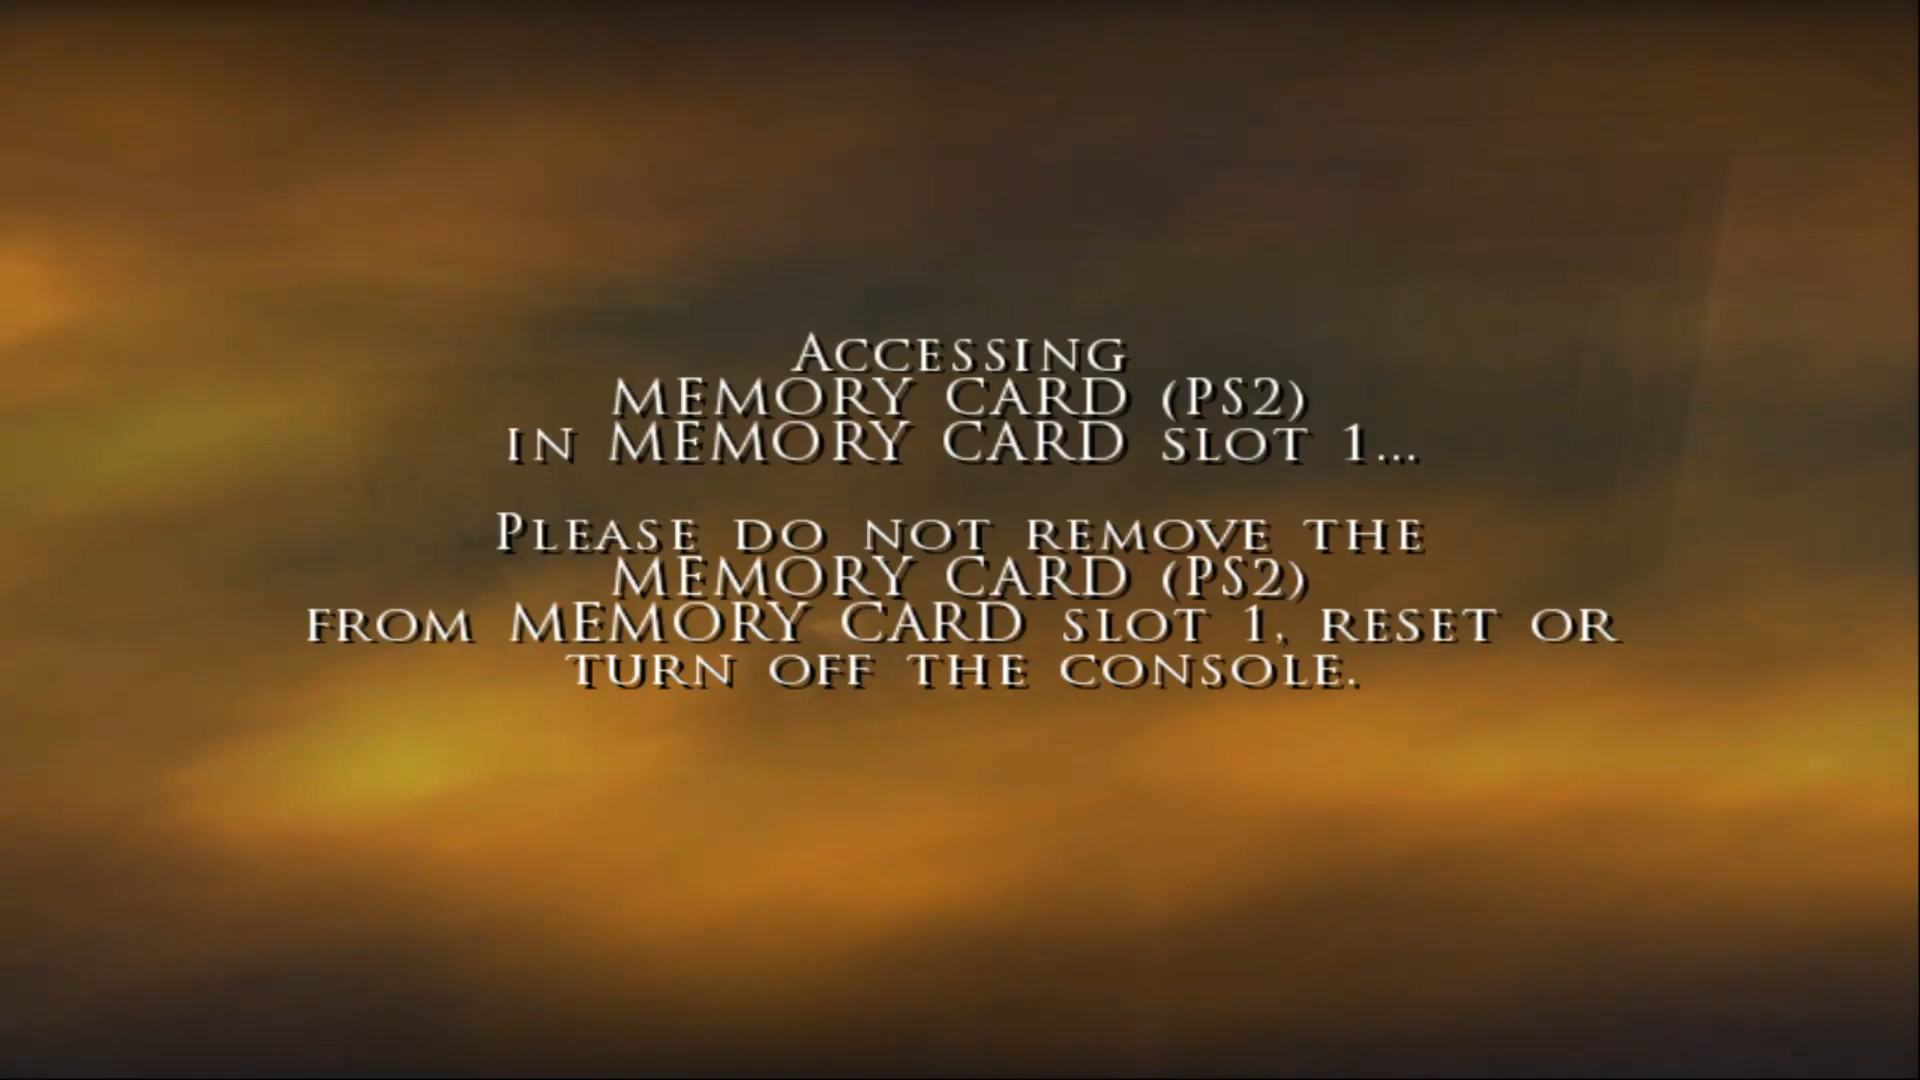 ACCESSING
MEMORY CARD (PS2)
IN MEMORY CARD SLOT 1...
PLEASE DO NOT REMOVE THE
MEMORY CARD (PS2)
FROM MEMORY CARD SLOT 1, RESET OR
TURN OFF THE CONSOLE.